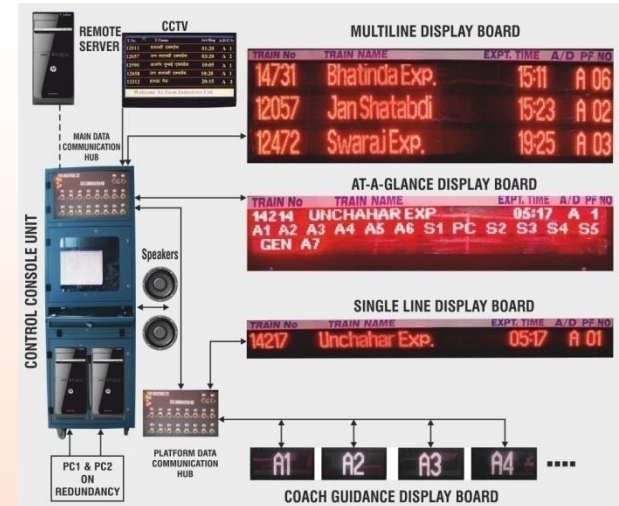 REMOTE
SERVER
CCTV
MULTILINE DISPLAY BOARD
TRAIN No TRAIN NAME EXPT. TIME A/D PF NO
14731 Bhatinda Exp. 15:11 A 06
12057 Jan Shatabdi 15:23 A 02
12472 Swaraj Exp. 19:25 A 03
MAIN DATA
COMMUNICATION
HUB
AT-A-GLANCE DISPLAY BOARD
TRAIN No TRAIN NAME EXPT. TIME A/D PF NO
14214 UNCHAHAR EXP 05:17 A 1
A1 A2 A3 A4 A5 A6 S1 PC S2 S3 S4 S5
GEN A7
CONTROL CONSOLE UNIT
Speakers
SINGLE LINE DISPLAY BOARD
TRAIN No TRAIN NAME EXPT. TIME A/D PF NO
14217 Unchahar Exp. 05:17 A 01
PLATFORM DATA
COMMUNICATION
HUB
PC1 & PC2
ON
REDUNDANCY
A1 A2 A3 A4 ....
COACH GUIDANCE DISPLAY BOARD